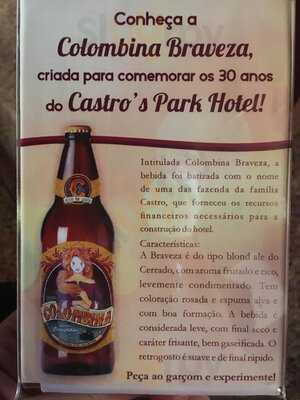 Conheça a
Colombina Braveza,
criada para comemorar os 30 anos
do Castro's Park Hotel!
Intitulada Colombina Braveza, a
bebida foi batizada com o nome
de uma das fazenda da família
Castro, que forneceu os recursos
financeiros necessários para a
construção do hotel.
Características:
A Braveza é do tipo blond ale do
Cerrado, com aroma frutado e rico,
levemente condimentado. Tem
coloração rosada e espuma alva e
com boa formação. A bebida é
considerada leve, com final seco e
caráter frisante, bem gaseificada. O
retrogosto é suave e de final rápido.
Peça ao garçom e experimente!
COLOMBINA